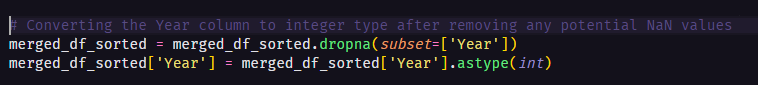 # Converting the Year column to integer type after removing any potential NaN values
merged_df_sorted = merged_df_sorted.dropna(subset=['Year'])
merged_df_sorted['Year'] = merged_df_sorted['Year'].astype(int)